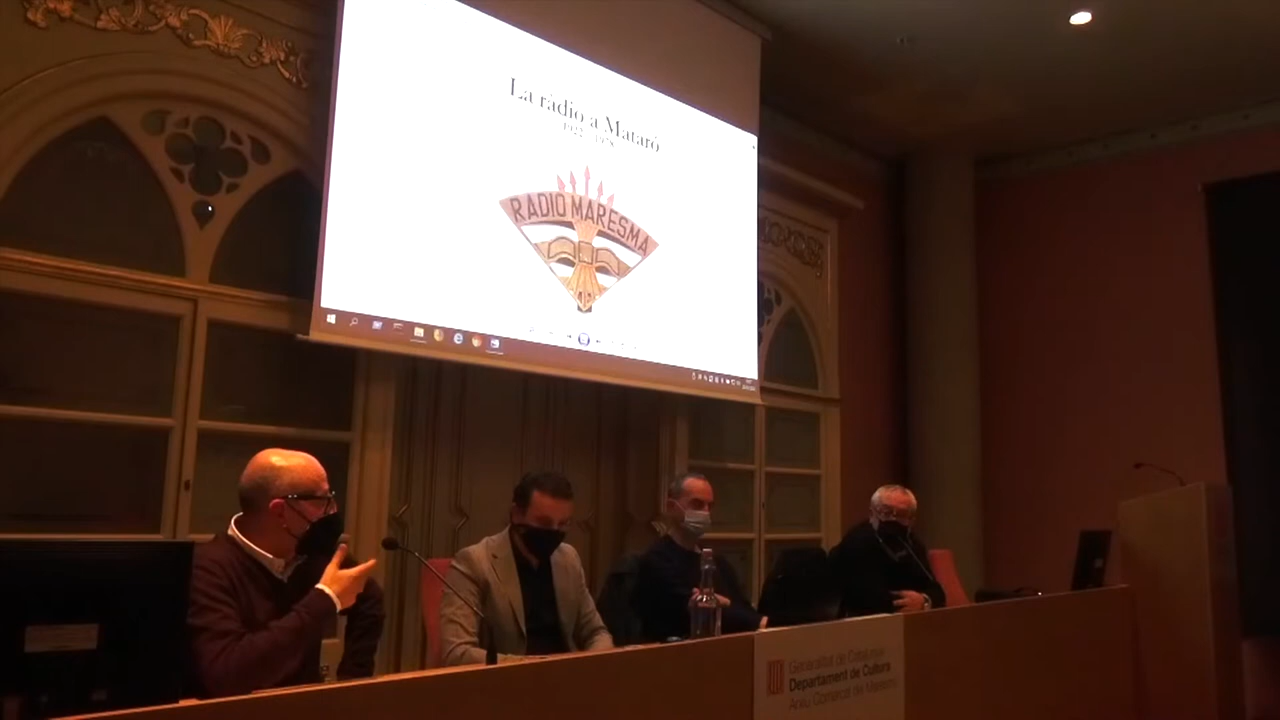 La ràdio a Mataró
RADIO MARESMA
Generalitat de Catalunya
Departament de Cultura
Arxiu Comarcal del Maresme